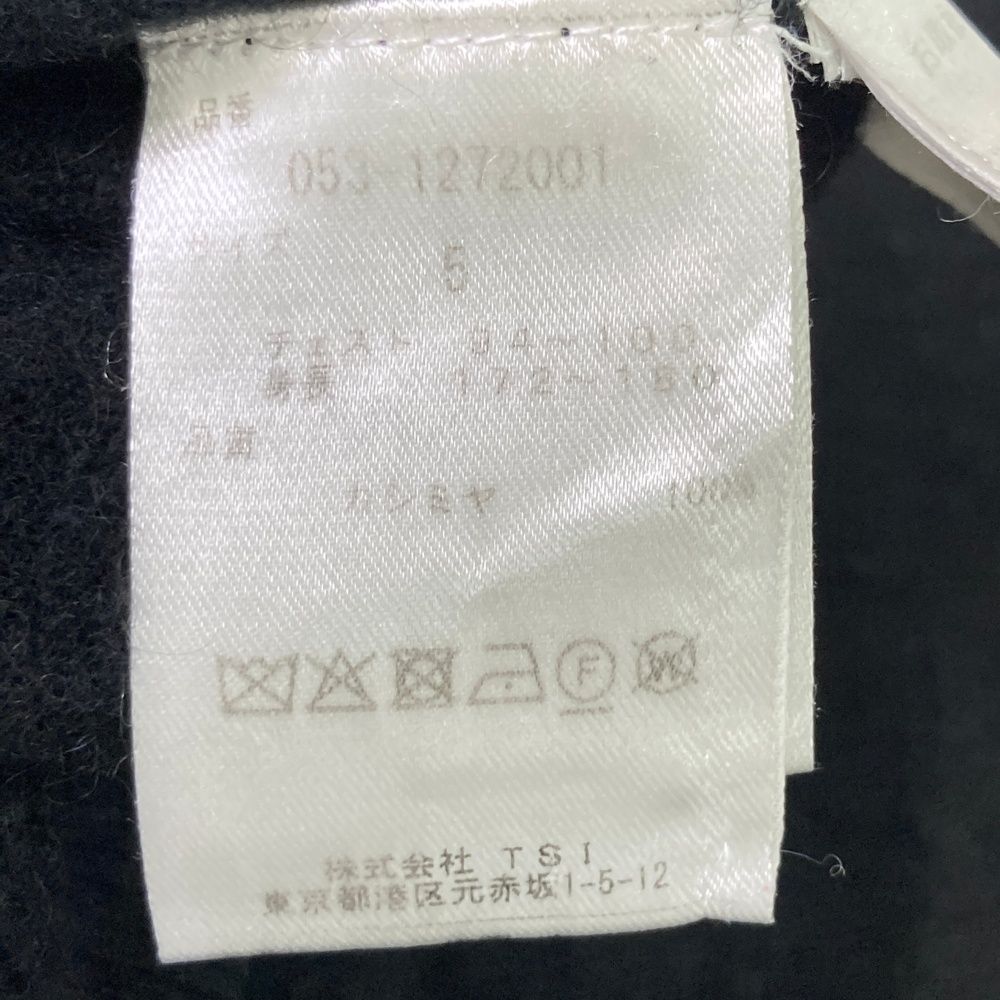 品番
053-1272001
サイズ
5
チェスト 94～100
身長 172～180
品質
カシミヤ 100%
F
W
株式会社 TSI
東京都港区元赤坂1-5-12